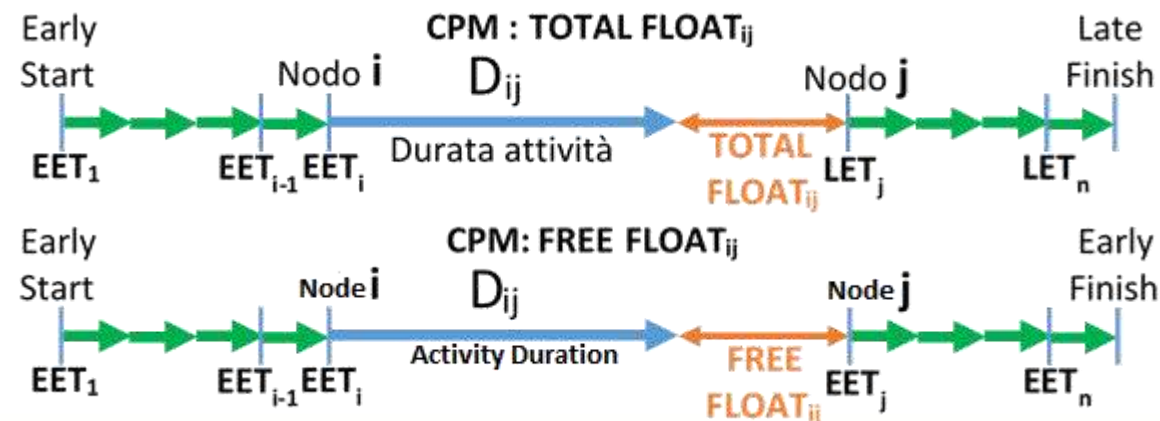 Early CPM : TOTAL FLOATij Late
Start Nodo i Dij Nodo j Finish
Durata attività TOTAL
EET1 EETi-1 EETi FLOATij LETj LETn
Early CPM: FREE FLOATij Early
Start Node i Dij Node j Finish
Activity Duration FREE
EET1 EETi-1 EETi FLOATij EETj EETn